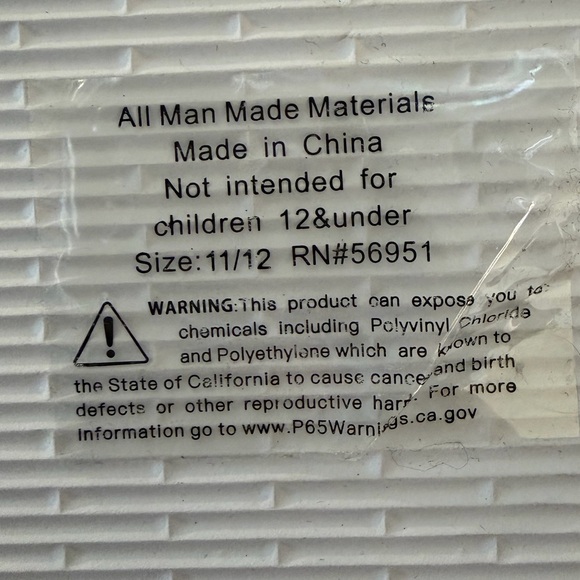 All Man Made Materials
Made in China
Not intended for
children 12&under
Size:11/12 RN#56951
WARNING:This product can expose you to
chemicals including Polyvinyl Chloride
and Polyethylene which are known to
the State of California to cause cancer and birth
defects or other reproductive harm. For more
information go to www.P65Warnings.ca.gov